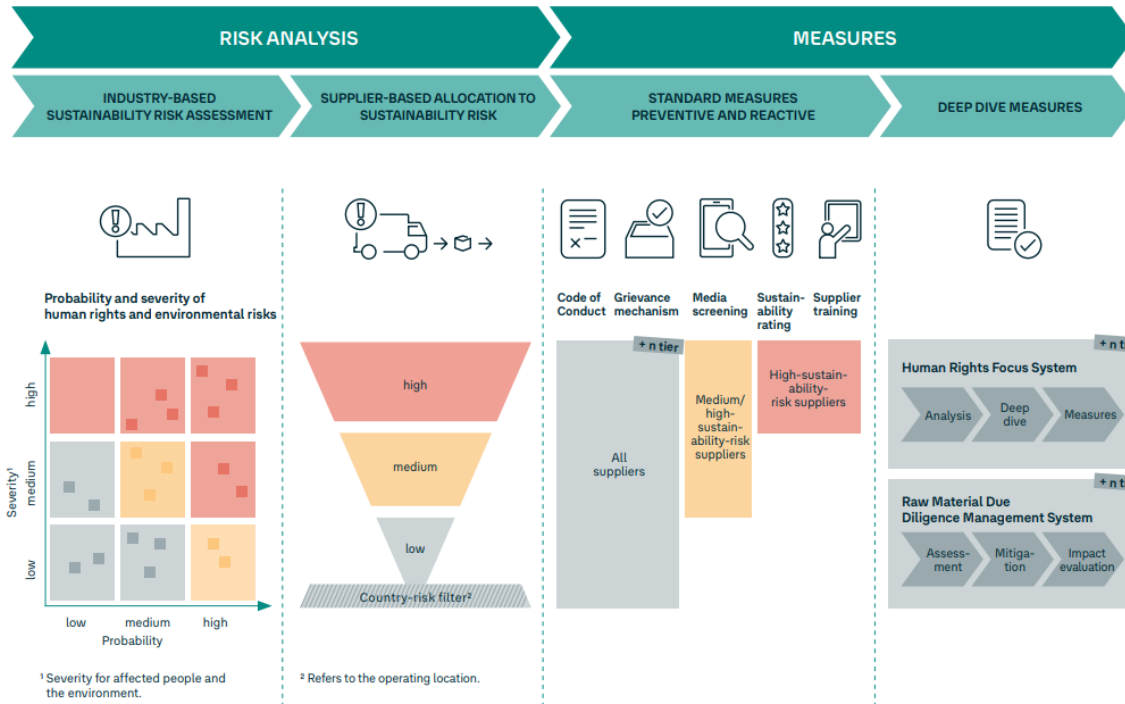 RISK ANALYSIS
MEASURES
INDUSTRY-BASED
SUSTAINABILITY RISK ASSESSMENT
SUPPLIER-BASED ALLOCATION TO
SUSTAINABILITY RISK
STANDARD MEASURES
PREVENTIVE AND REACTIVE
DEEP DIVE MEASURES
Probability and severity of
human rights and environmental risks
Severity¹
high
medium
low
low
medium
high
Probability
¹ Severity for affected people and
the environment.
high
medium
low
Country-risk filter²
² Refers to the operating location.
Code of
Conduct
Grievance
mechanism
Media
screening
Sustain-
ability
rating
Supplier
training
+ n tier
All
suppliers
Medium/
high-
sustain-
ability-risk
suppliers
High-sustain-
ability-
risk suppliers
+ n ti
Human Rights Focus System
Analysis
Deep
dive
Measures
+ n ti
Raw Material Due
Diligence Management System
Assess-
ment
Mitiga-
tion
Impact
evaluation